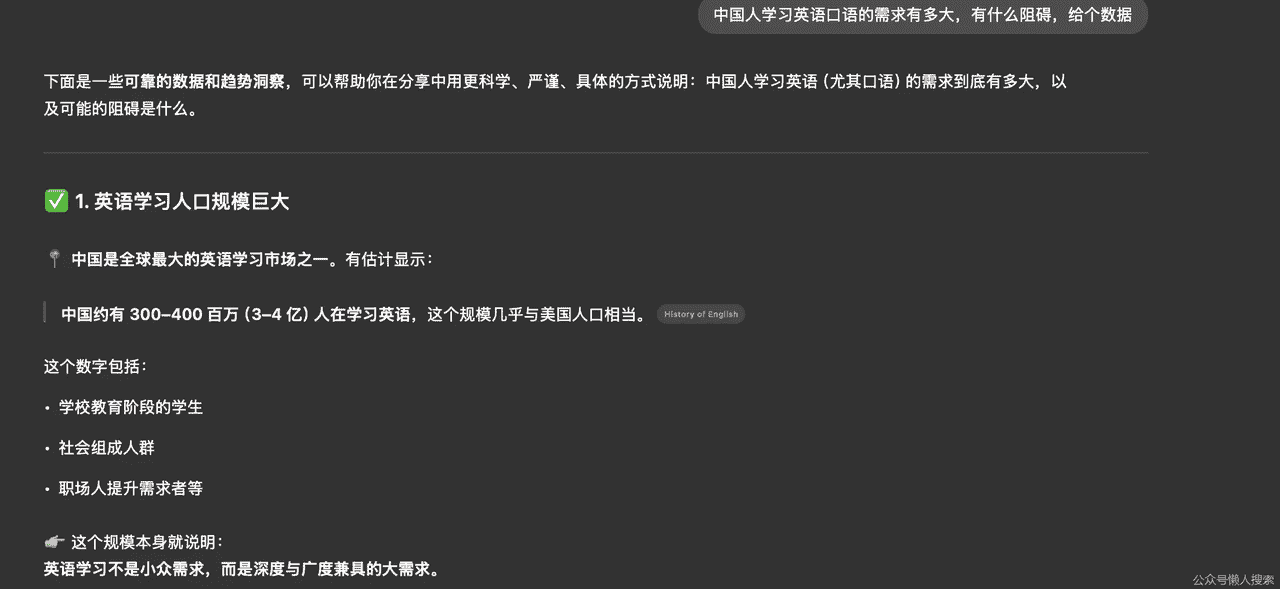 中国人学习英语口语的需求有多大，有什么阻碍，给个数据
下面是一些可靠的数据和趋势洞察，可以帮助你在分享中用更科学、严谨、具体的方式说明：中国人学习英语（尤其口语）的需求到底有多大，以
及可能的阻碍是什么。
✅ 1. 英语学习人口规模巨大
📍 中国是全球最大的英语学习市场之一。有估计显示：
中国约有 300–400 百万（3–4 亿）人在学习英语，这个规模几乎与美国人口相当。 History of English
这个数字包括：
• 学校教育阶段的学生
• 社会组成人群
• 职场人提升需求者等
👉 这个规模本身就说明：
英语学习不是小众需求，而是深度与广度兼具的大需求。
公众号懒人搜索